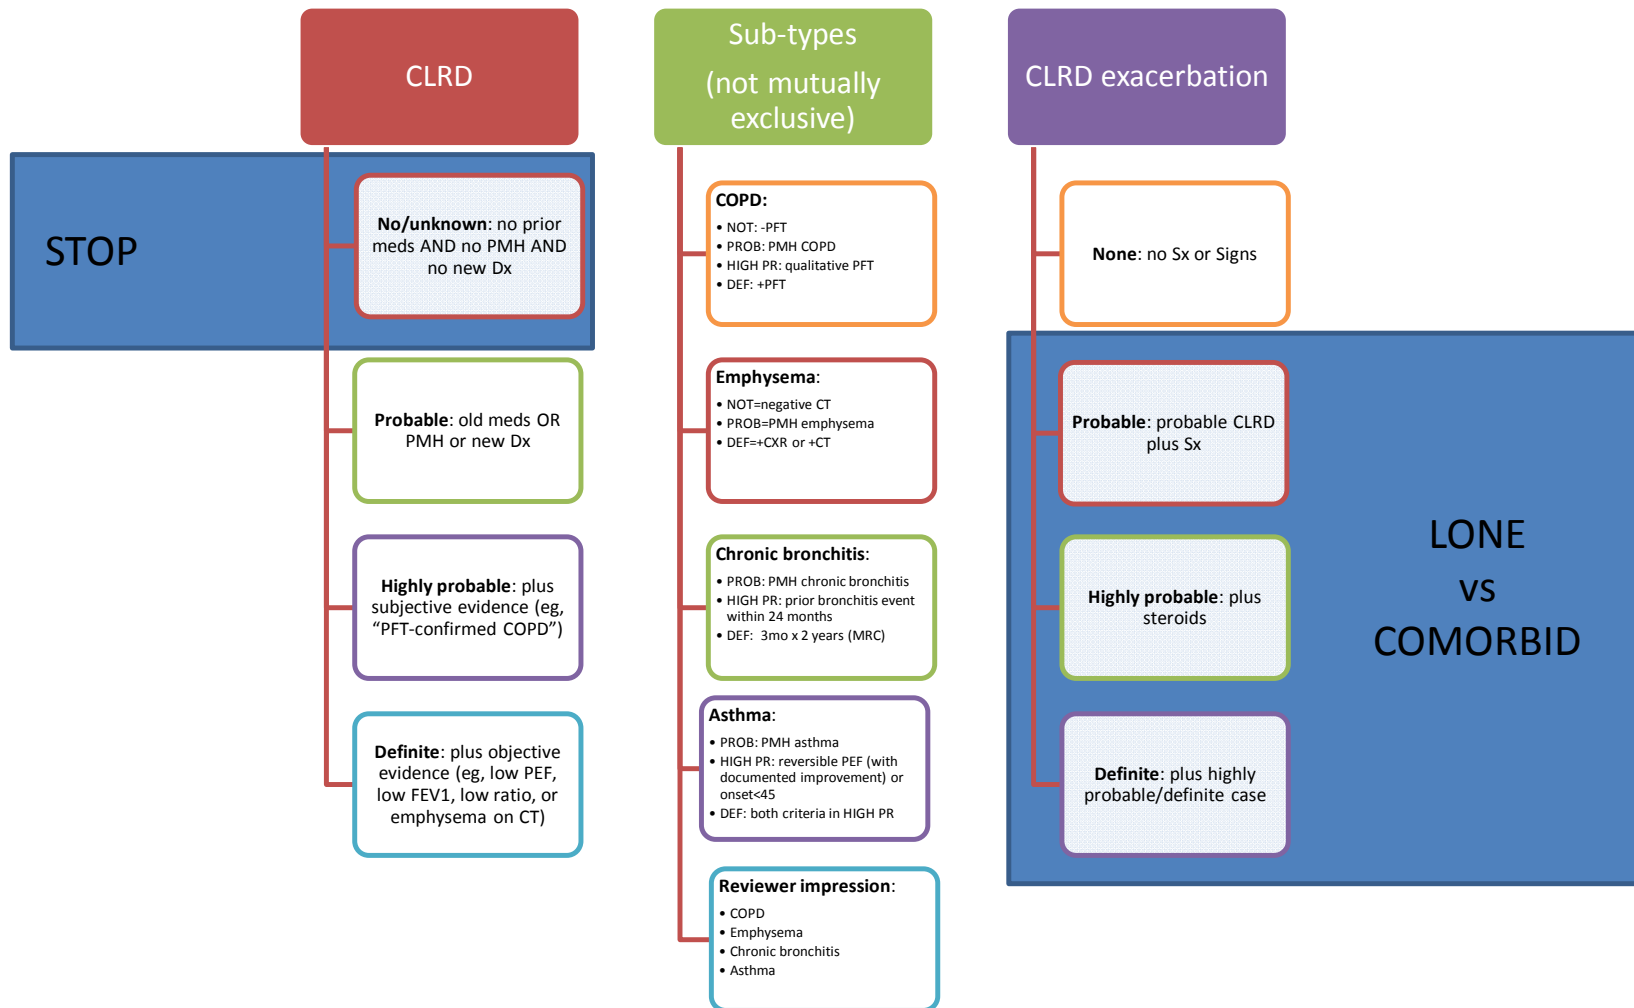 CLRD
STOP
No/unknown: no prior
meds AND no PMH AND
no new Dx
Probable: old meds OR
PMH or new Dx
Highly probable: plus
subjective evidence (eg,
“PFT-confirmed COPD”)
Definite: plus objective
evidence (eg, low PEF,
low FEV1, low ratio, or
emphysema on CT)
Sub-types
(not mutually
exclusive)
COPD:
• NOT: -PFT
• PROB: PMH COPD
• HIGH PR: qualitative PFT
• DEF: +PFT
Emphysema:
• NOT=negative CT
• PROB=PMH emphysema
• DEF=+CXR or +CT
Chronic bronchitis:
• PROB: PMH chronic bronchitis
• HIGH PR: prior bronchitis event
within 24 months
• DEF: 3mo x 2 years (MRC)
Asthma:
• PROB: PMH asthma
• HIGH PR: reversible PEF (with
documented improvement) or
onset<45
• DEF: both criteria in HIGH PR
Reviewer impression:
• COPD
• Emphysema
• Chronic bronchitis
• Asthma
CLRD exacerbation
None: no Sx or Signs
Probable: probable CLRD
plus Sx
Highly probable: plus
steroids
Definite: plus highly
probable/definite case
LONE
vs
COMORBID